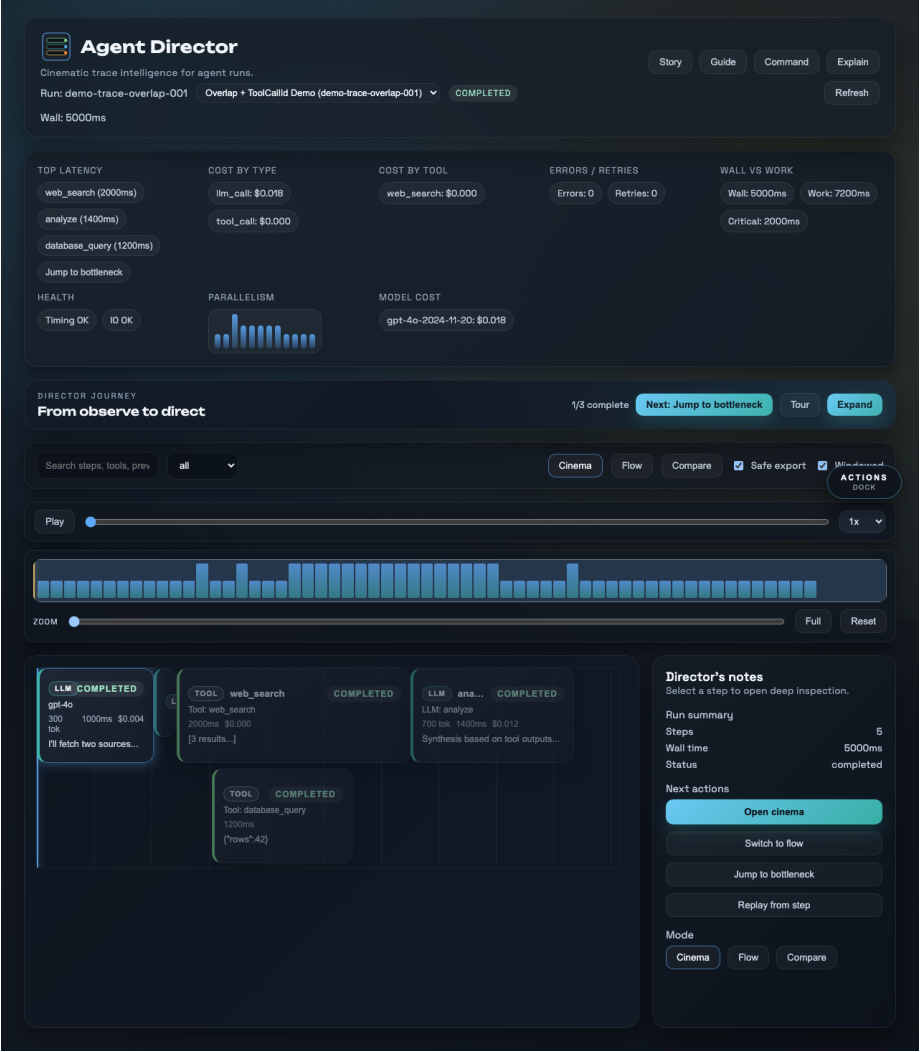 Agent Director
Cinematic trace intelligence for agent runs.
Run: demo-trace-overlap-001 Overlap + ToolCallId Demo (demo-trace-overlap-001) COMPLETED
Wall: 5000ms
Story Guide Command Explain
Refresh
TOP LATENCY
web_search (2000ms)
analyze (1400ms)
database_query (1200ms)
Jump to bottleneck
COST BY TYPE
llm_call: $0.018
tool_call: $0.000
COST BY TOOL
web_search: $0.000
ERRORS / RETRIES
Errors: 0 Retries: 0
WALL VS WORK
Wall: 5000ms Work: 7200ms
Critical: 2000ms
HEALTH
Timing OK IO OK
PARALLELISM
MODEL COST
gpt-4o-2024-11-20: $0.018
DIRECTOR JOURNEY
From observe to direct
1/3 complete Next: Jump to bottleneck Tour Expand
Search steps, tools, prev all Cinema Flow Compare Safe export
ACTIONS
DOCK
Play 1x
ZOOM Full Reset
LLM COMPLETED
gpt-4o
300 tok 1000ms $0.004
I'll fetch two sources...
L
TOOL web_search COMPLETED
Tool: web_search
2000ms $0.000
[3 results...]
LLM ana... COMPLETED
LLM: analyze
700 tok 1400ms $0.012
Synthesis based on tool outputs...
TOOL COMPLETED
Tool: database_query
1200ms
{"rows":42}
Director's notes
Select a step to open deep inspection.
Run summary
Steps 5
Wall time 5000ms
Status completed
Next actions
Open cinema
Switch to flow
Jump to bottleneck
Replay from step
Mode
Cinema Flow Compare